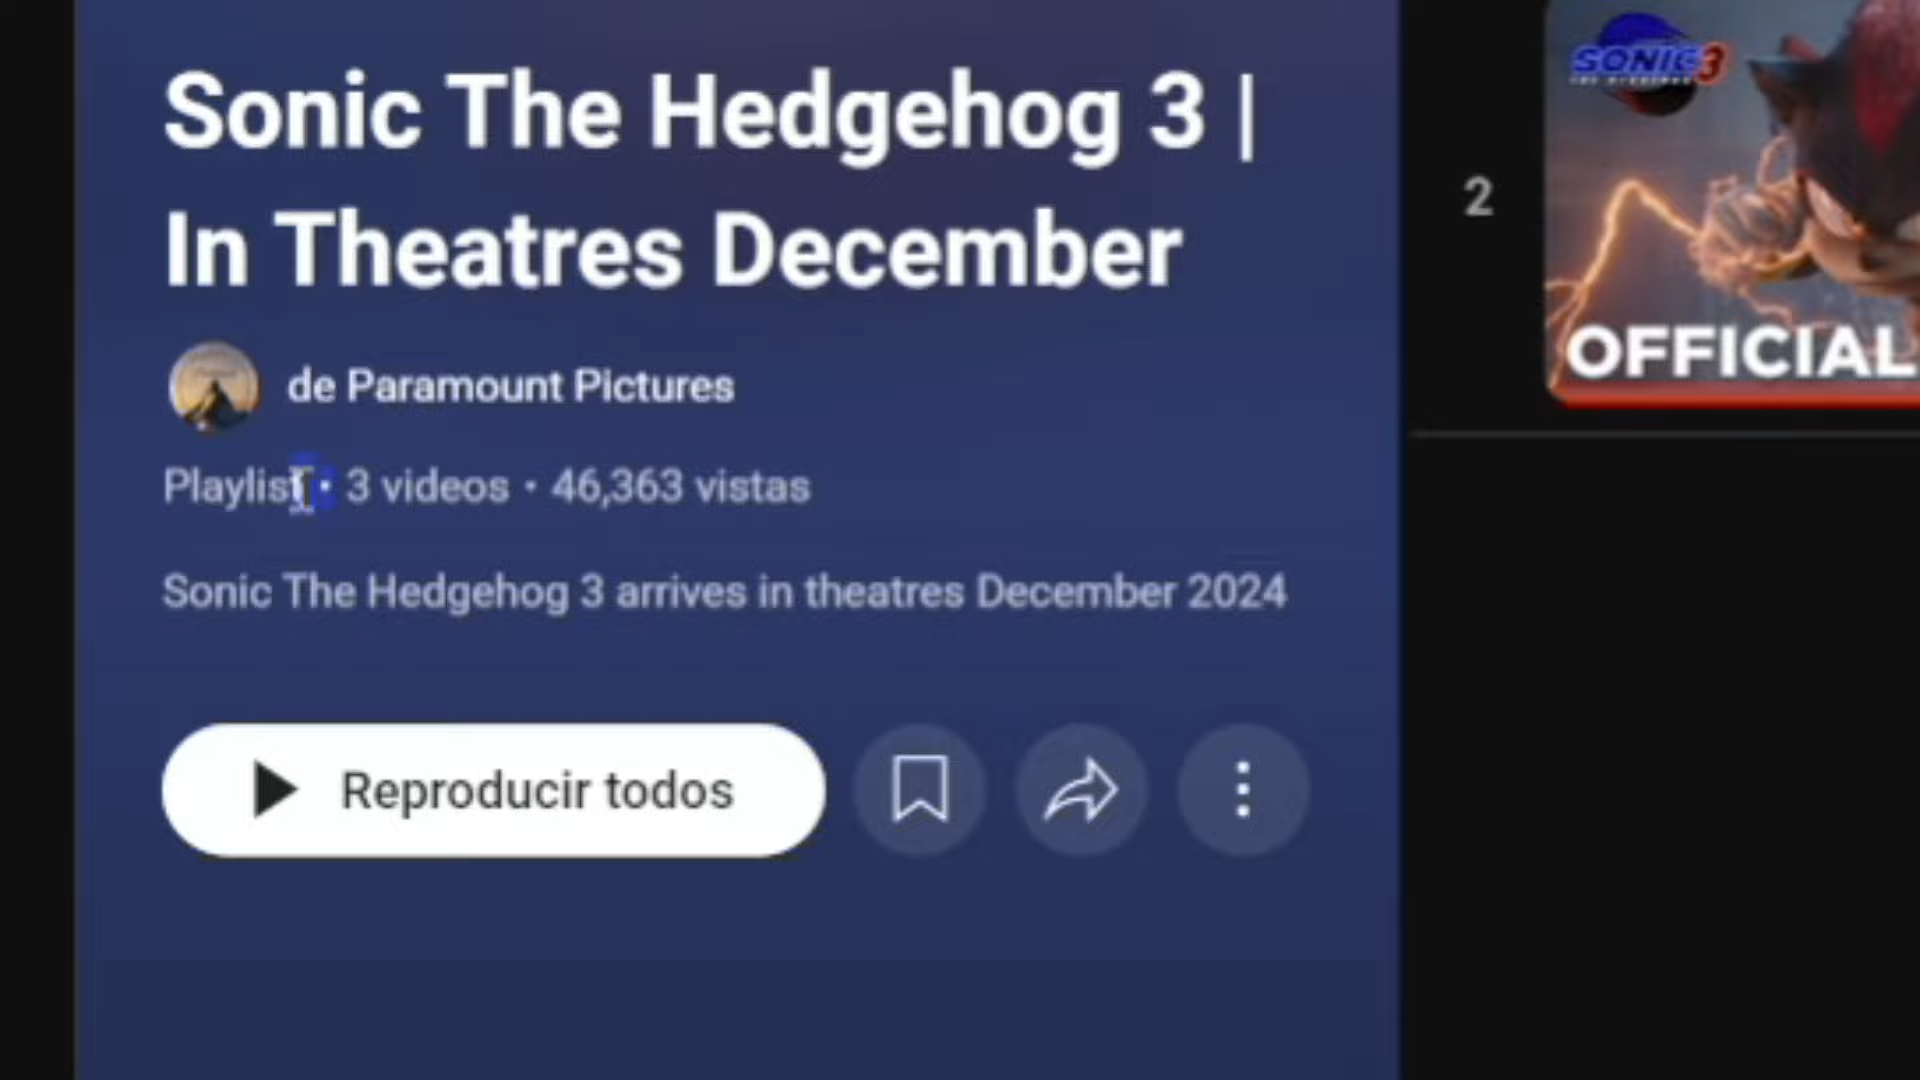 Sonic The Hedgehog 3 |
In Theatres December
de Paramount Pictures
Playlist • 3 videos • 46,363 vistas
Sonic The Hedgehog 3 arrives in theatres December 2024
Reproducir todos
2
SONIC 3
OFFICIAL